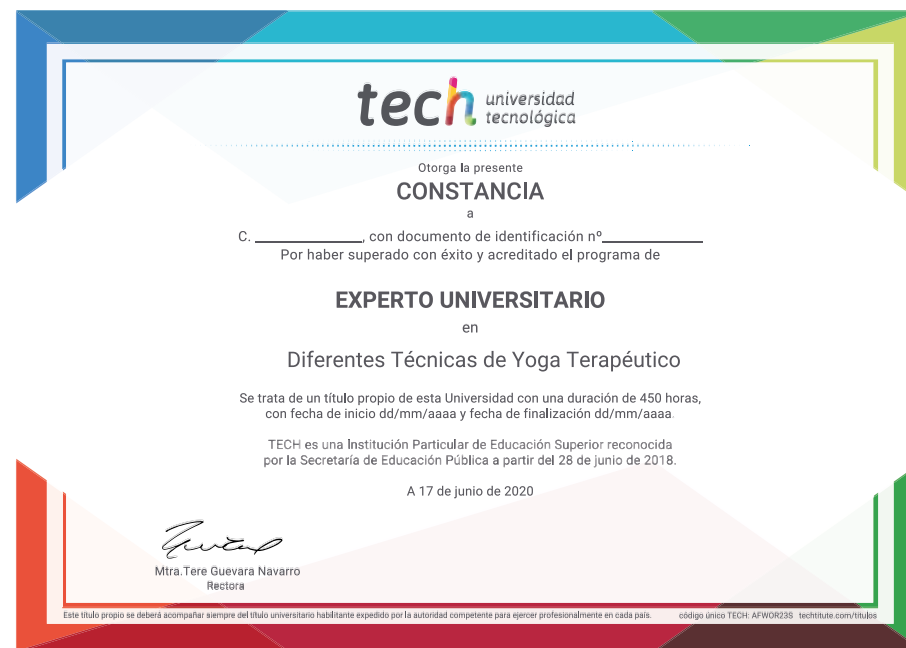 tech universidad
tecnológica
Otorga la presente
CONSTANCIA
a
C. ______________, con documento de identificación nº______________
Por haber superado con éxito y acreditado el programa de
EXPERTO UNIVERSITARIO
en
Diferentes Técnicas de Yoga Terapéutico
Se trata de un título propio de esta Universidad con una duración de 450 horas,
con fecha de inicio dd/mm/aaaa y fecha de finalización dd/mm/aaaa.
TECH es una Institución Particular de Educación Superior reconocida
por la Secretaría de Educación Pública a partir del 28 de junio de 2018.
A 17 de junio de 2020
Mtra.Tere Guevara Navarro
Rectora
Este título propio se deberá acompañar siempre del título universitario habilitante expedido por la autoridad competente para ejercer profesionalmente en cada país. código único TECH: AFWOR23S techtitute.com/títulos